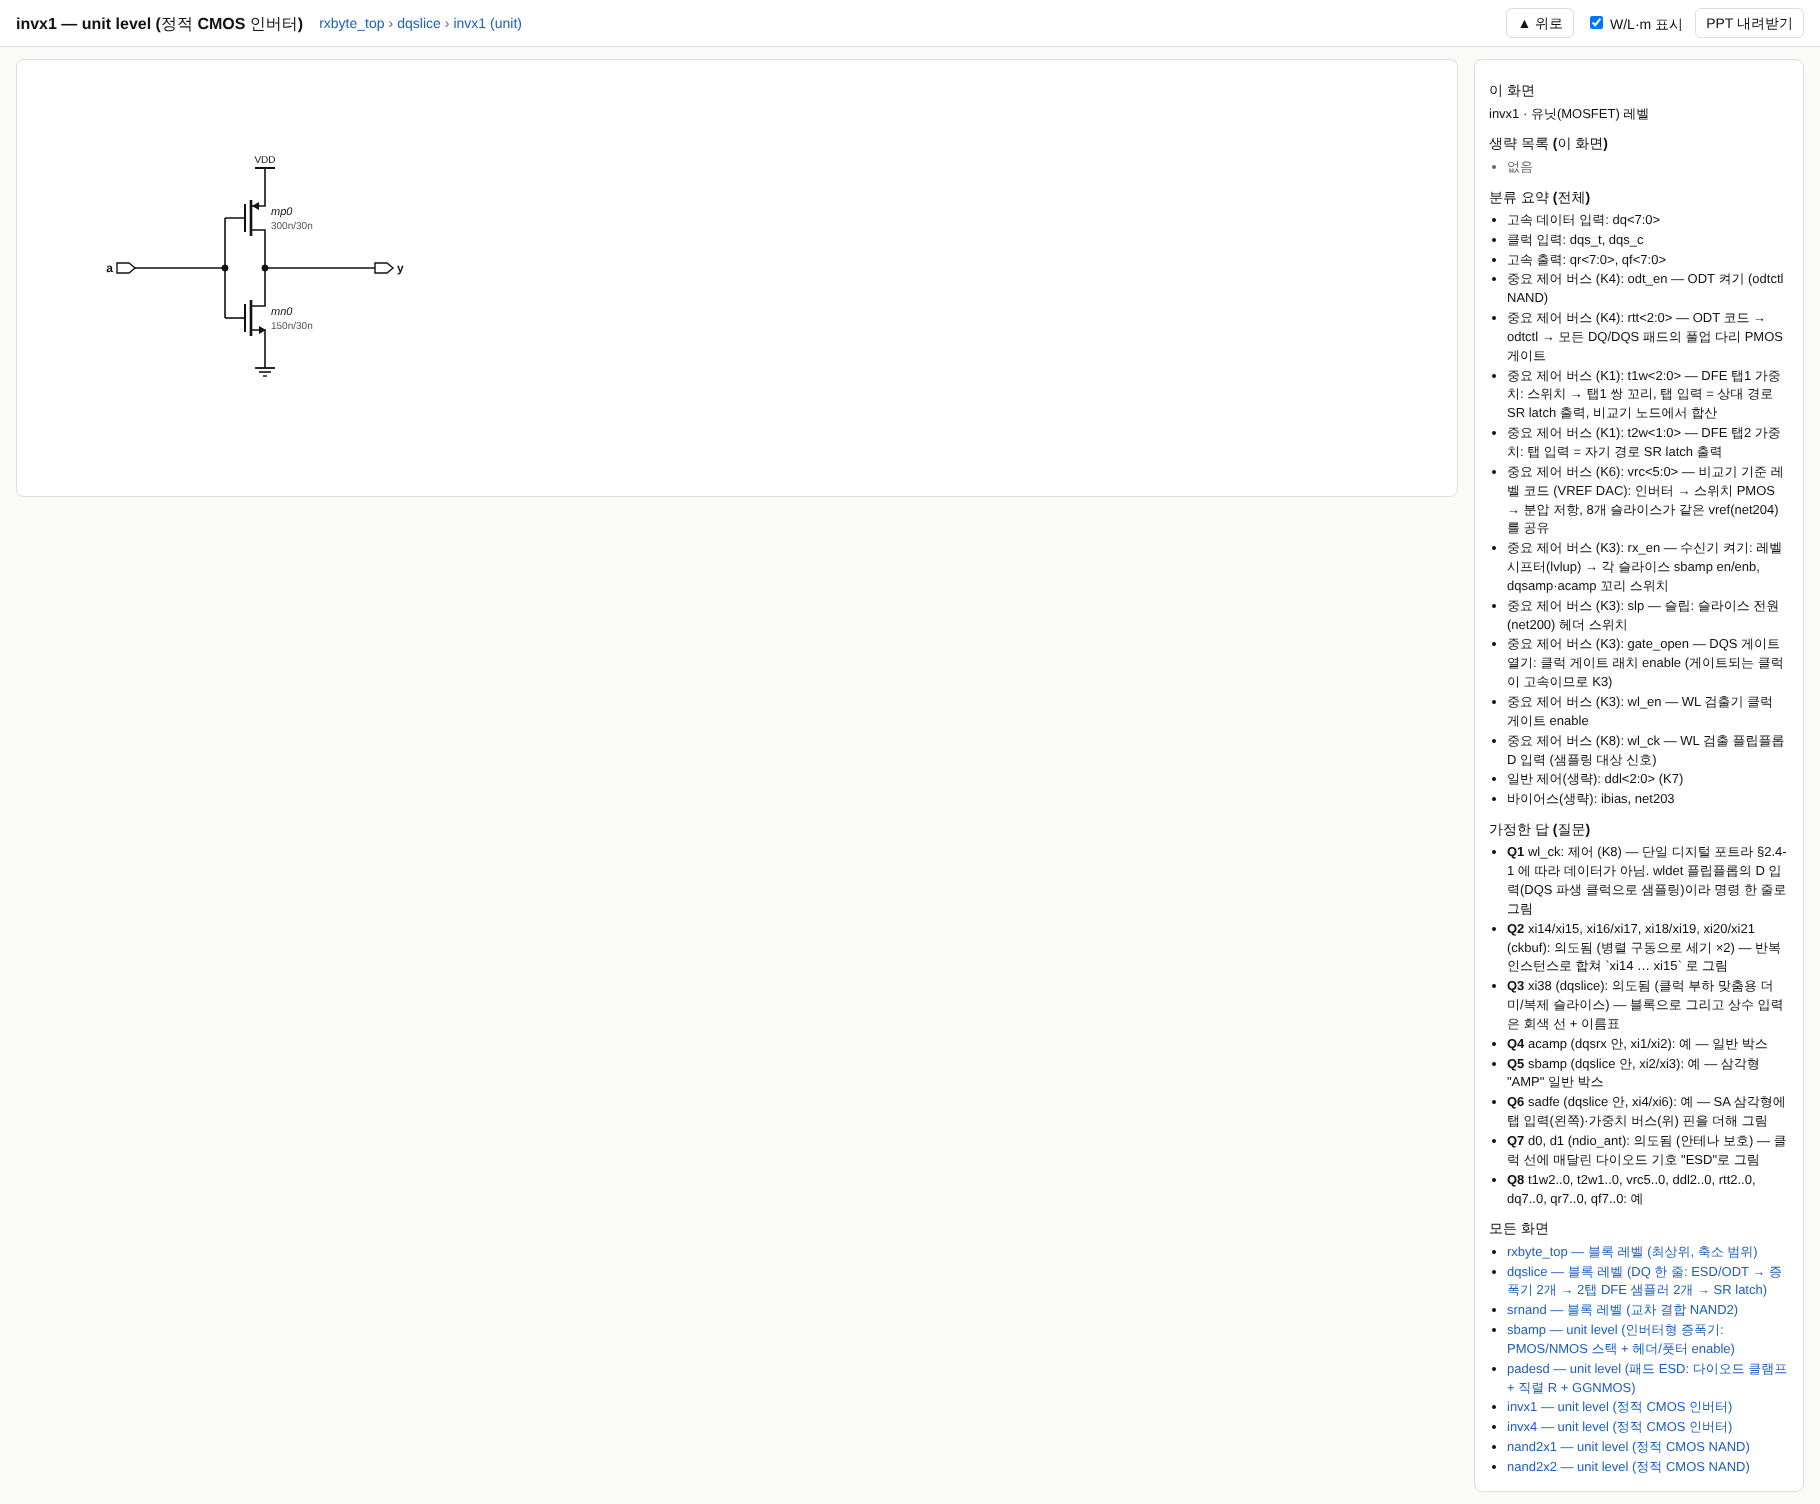 invx1 — unit level (정적 CMOS 인버터) rxbyte_top › dqslice › invx1 (unit) ▲ 위로 W/L·m 표시 PPT 내려받기
VDD
mp0
300n/30n
a y
mn0
150n/30n
이 화면
invx1 · 유닛(MOSFET) 레벨
생략 목록 (이 화면)
• 없음
분류 요약 (전체)
• 고속 데이터 입력: dq<7:0>
• 클럭 입력: dqs_t, dqs_c
• 고속 출력: qr<7:0>, qf<7:0>
• 중요 제어 버스 (K4): odt_en — ODT 켜기 (odtctl
NAND)
• 중요 제어 버스 (K4): rtt<2:0> — ODT 코드 →
odtctl → 모든 DQ/DQS 패드의 풀업 다리 PMOS
게이트
• 중요 제어 버스 (K1): t1w<2:0> — DFE 탭1 가중
치: 스위치 → 탭1 쌍 꼬리, 탭 입력 = 상대 경로
SR latch 출력, 비교기 노드에서 합산
• 중요 제어 버스 (K1): t2w<1:0> — DFE 탭2 가중
치: 탭 입력 = 자기 경로 SR latch 출력
• 중요 제어 버스 (K6): vrc<5:0> — 비교기 기준 레
벨 코드 (VREF DAC): 인버터 → 스위치 PMOS
→ 분압 저항, 8개 슬라이스가 같은 vref(net204)
를 공유
• 중요 제어 버스 (K3): rx_en — 수신기 켜기: 레벨
시프터(lvlup) → 각 슬라이스 sbamp en/enb,
dqsamp·acamp 꼬리 스위치
• 중요 제어 버스 (K3): slp — 슬립: 슬라이스 전원
(net200) 헤더 스위치
• 중요 제어 버스 (K3): gate_open — DQS 게이트
열기: 클럭 게이트 래치 enable (게이트되는 클럭
이 고속이므로 K3)
• 중요 제어 버스 (K3): wl_en — WL 검출기 클럭
게이트 enable
• 중요 제어 버스 (K8): wl_ck — WL 검출 플립플롭
D 입력 (샘플링 대상 신호)
• 일반 제어(생략): ddl<2:0> (K7)
• 바이어스(생략): ibias, net203
가정한 답 (질문)
• Q1 wl_ck: 제어 (K8) — 단일 디지털 포트라 §2.4-
1 에 따라 데이터가 아님. wldet 플립플롭의 D 입
력(DQS 파생 클럭으로 샘플링)이라 명령 한 줄로
그림
• Q2 xi14/xi15, xi16/xi17, xi18/xi19, xi20/xi21
(ckbuf): 의도됨 (병렬 구동으로 세기 ×2) — 반복
인스턴스로 합쳐 `xi14 … xi15` 로 그림
• Q3 xi38 (dqslice): 의도됨 (클럭 부하 맞춤용 더
미/복제 슬라이스) — 블록으로 그리고 상수 입력
은 회색 선 + 이름표
• Q4 acamp (dqsrx 안, xi1/xi2): 예 — 일반 박스
• Q5 sbamp (dqslice 안, xi2/xi3): 예 — 삼각형
"AMP" 일반 박스
• Q6 sadfe (dqslice 안, xi4/xi6): 예 — SA 삼각형에
탭 입력(왼쪽)·가중치 버스(위) 핀을 더해 그림
• Q7 d0, d1 (ndio_ant): 의도됨 (안테나 보호) — 클
럭 선에 매달린 다이오드 기호 "ESD"로 그림
• Q8 t1w2..0, t2w1..0, vrc5..0, ddl2..0, rtt2..0,
dq7..0, qr7..0, qf7..0: 예
모든 화면
• rxbyte_top — 블록 레벨 (최상위, 축소 범위)
• dqslice — 블록 레벨 (DQ 한 줄: ESD/ODT → 증
폭기 2개 → 2탭 DFE 샘플러 2개 → SR latch)
• srnand — 블록 레벨 (교차 결합 NAND2)
• sbamp — unit level (인버터형 증폭기:
PMOS/NMOS 스택 + 헤더/풋터 enable)
• padesd — unit level (패드 ESD: 다이오드 클램프
+ 직렬 R + GGNMOS)
• invx1 — unit level (정적 CMOS 인버터)
• invx4 — unit level (정적 CMOS 인버터)
• nand2x1 — unit level (정적 CMOS NAND)
• nand2x2 — unit level (정적 CMOS NAND)